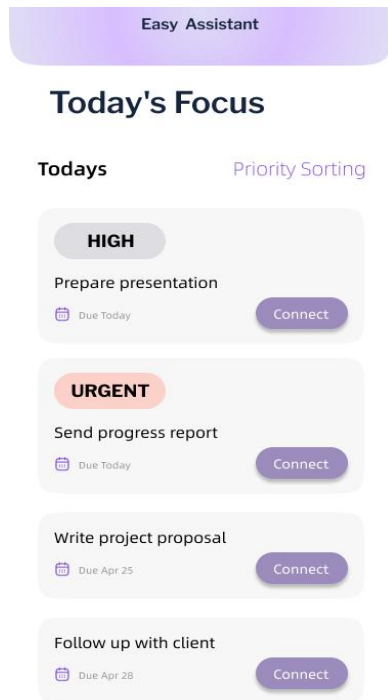 Easy Assistant
Today's Focus
Todays Priority Sorting
HIGH
Prepare presentation
Due Today Connect
URGENT
Send progress report
Due Today Connect
Write project proposal
Due Apr 25 Connect
Follow up with client
Due Apr 28 Connect